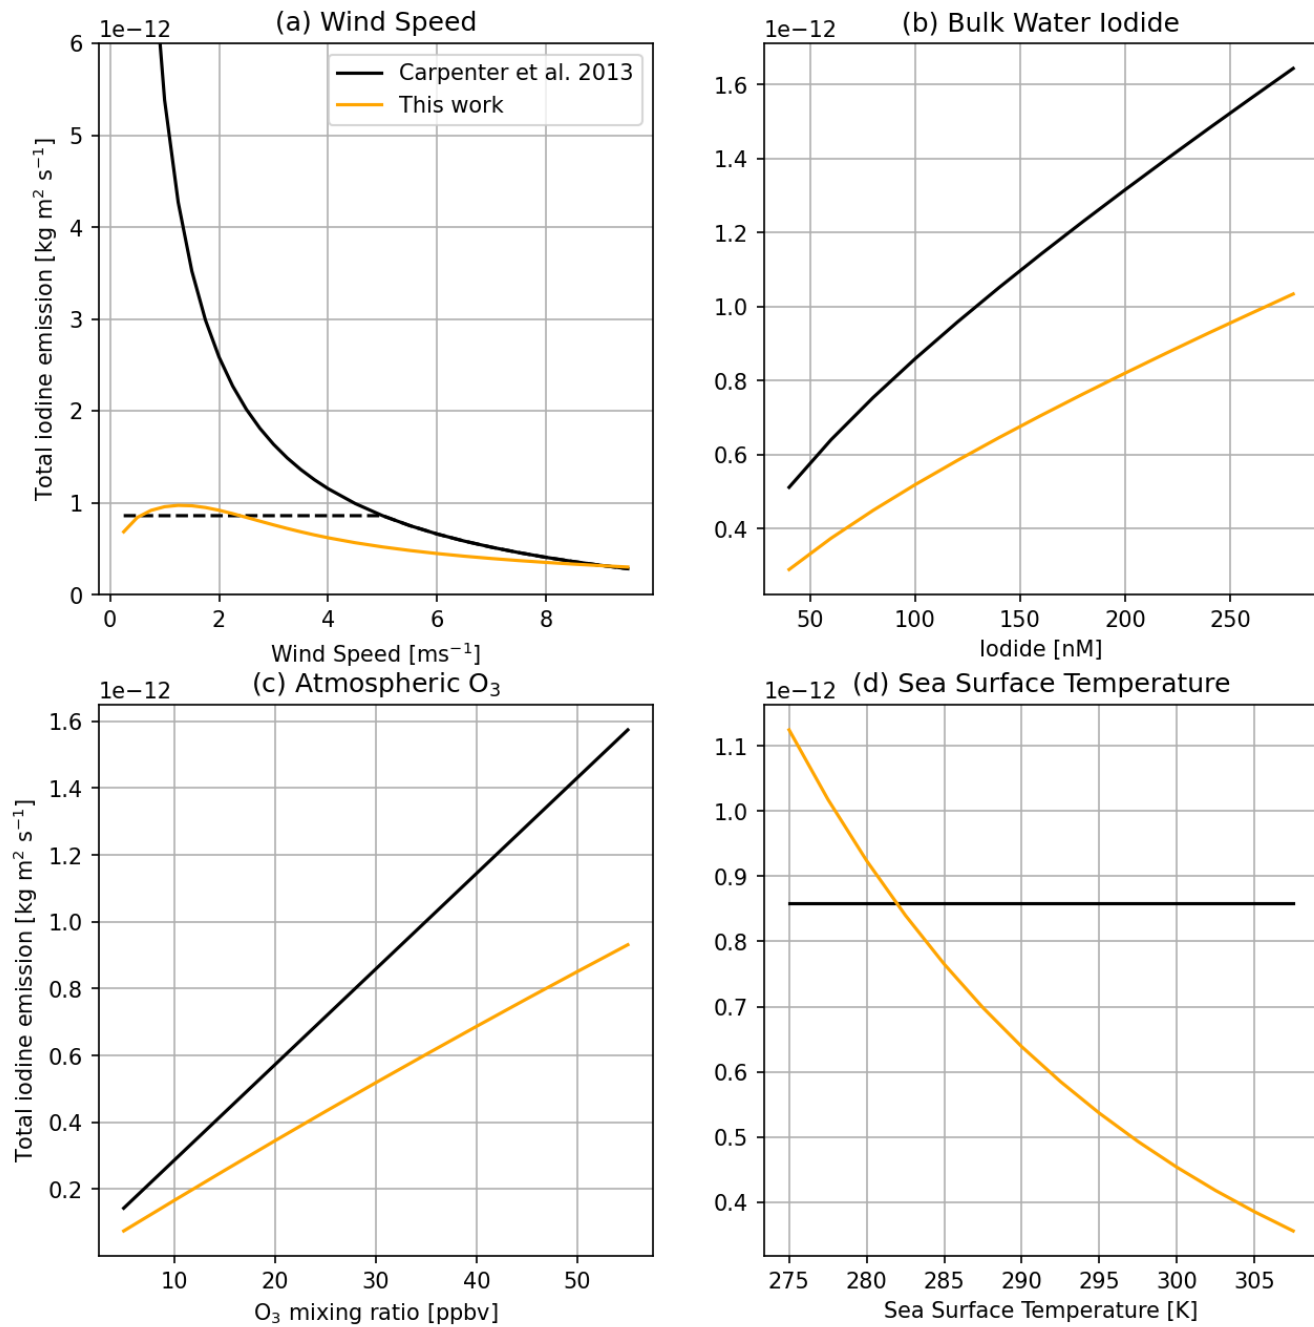 (a) Wind Speed
1e−12
Carpenter et al. 2013
This work
6
5
4
3
2
1
0
0 2 4 6 8
Total iodine emission [kg m² s⁻¹]
Wind Speed [ms⁻¹]
(b) Bulk Water Iodide
1e−12
1.6
1.4
1.2
1.0
0.8
0.6
0.4
50 100 150 200 250
Iodide [nM]
(c) Atmospheric O₃
1e−12
1.6
1.4
1.2
1.0
0.8
0.6
0.4
0.2
10 20 30 40 50
Total iodine emission [kg m² s⁻¹]
O₃ mixing ratio [ppbv]
(d) Sea Surface Temperature
1e−12
1.1
1.0
0.9
0.8
0.7
0.6
0.5
0.4
275 280 285 290 295 300 305
Sea Surface Temperature [K]